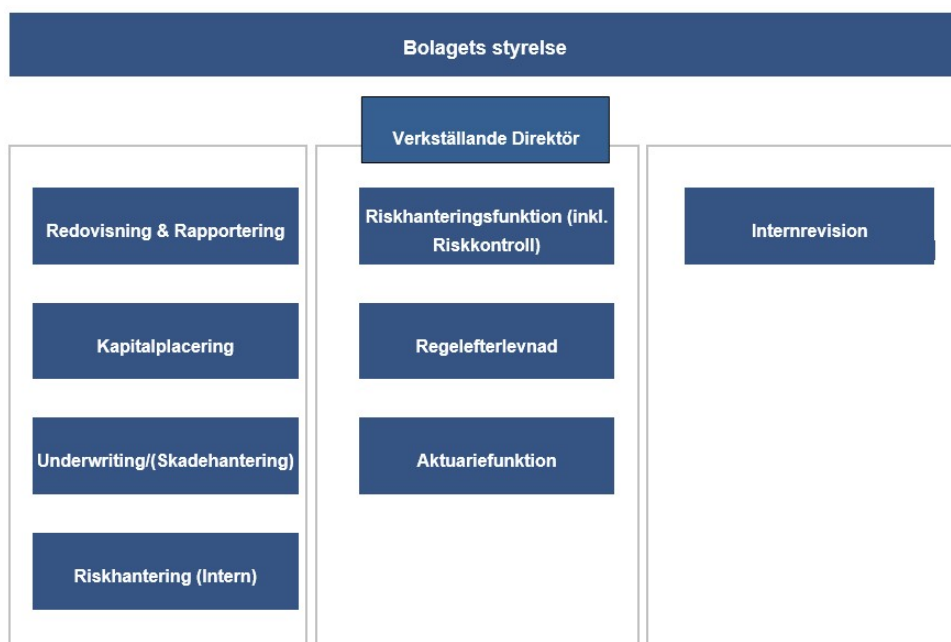 Bolagets styrelse
Verkställande Direktör
Redovisning & Rapportering
Kapitalplacering
Underwriting/(Skadehantering)
Riskhantering (Intern)
Riskhanteringsfunktion (inkl.
Riskkontroll)
Regelefterlevnad
Aktuariefunktion
Internrevision